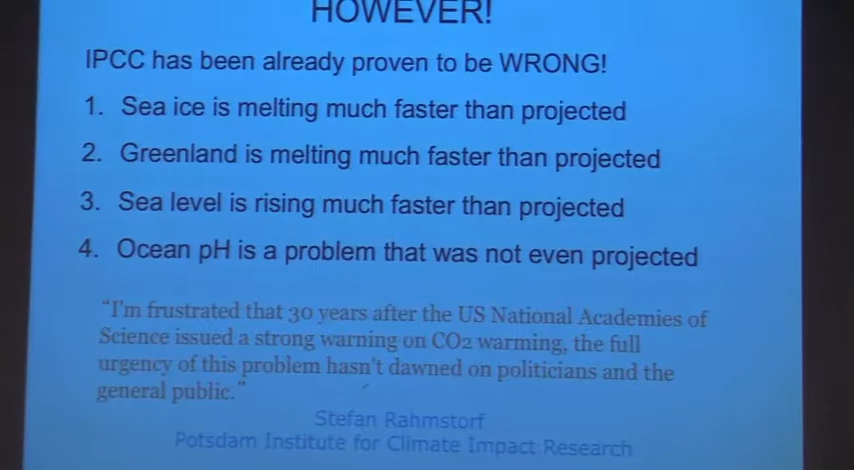 HOWEVER!
IPCC has been already proven to be WRONG!
1. Sea ice is melting much faster than projected
2. Greenland is melting much faster than projected
3. Sea level is rising much faster than projected
4. Ocean pH is a problem that was not even projected
“I'm frustrated that 30 years after the US National Academies of
Science issued a strong warning on CO2 warming, the full
urgency of this problem hasn't dawned on politicians and the
general public.”
Stefan Rahmstorf
Potsdam Institute for Climate Impact Research